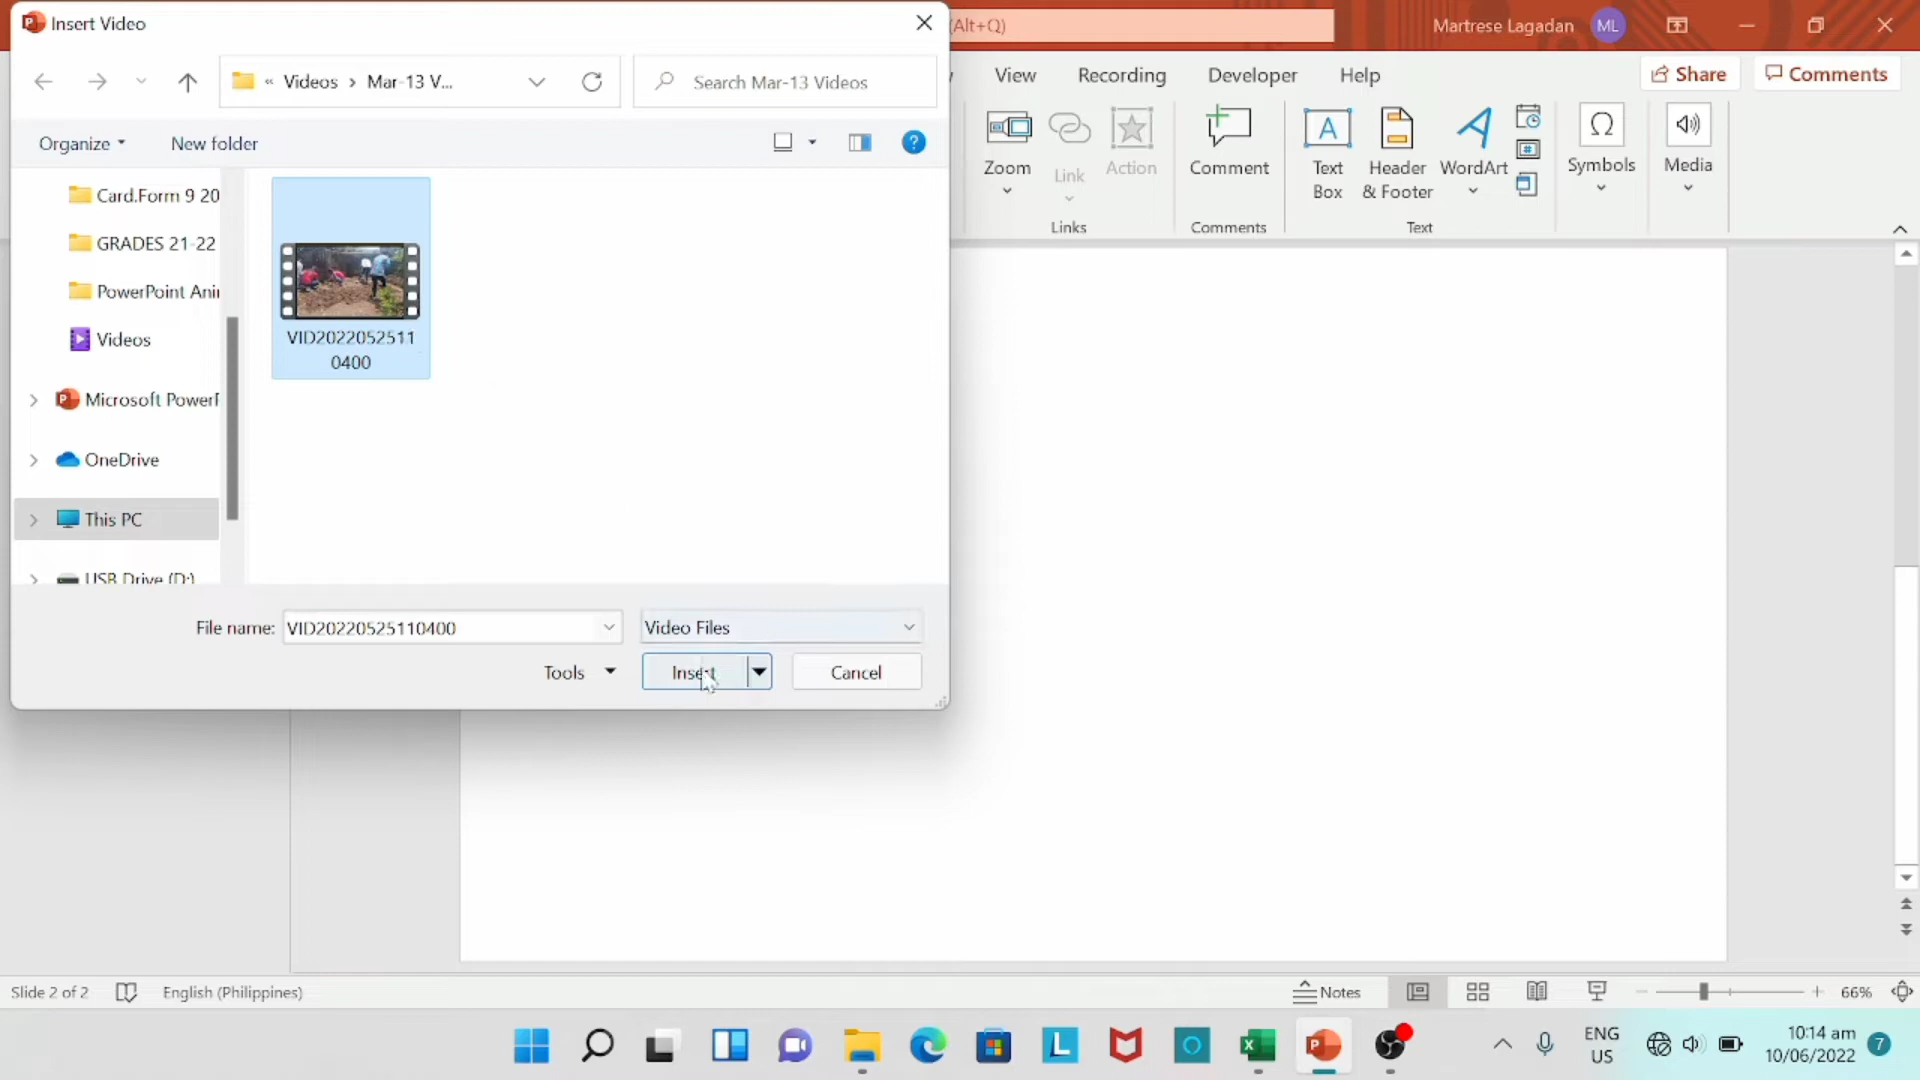 Insert Video
(Alt+Q)
Martrese Lagadan
ML
« Videos > Mar-13 V...
Search Mar-13 Videos
View
Recording
Developer
Help
Share
Comments
Organize
New folder
?
Zoom
Link
Action
Comment
Text
Box
Header
& Footer
WordArt
Symbols
Media
Links
Comments
Text
Card.Form 9 20
GRADES 21-22
PowerPoint Ani
Videos
Microsoft PowerP
OneDrive
This PC
USB Drive (D:)
VID2022052511
0400
File name:
VID20220525110400
Video Files
Tools
Insert
Cancel
Slide 2 of 2
English (Philippines)
Notes
66%
ENG
US
10:14 am
10/06/2022
7